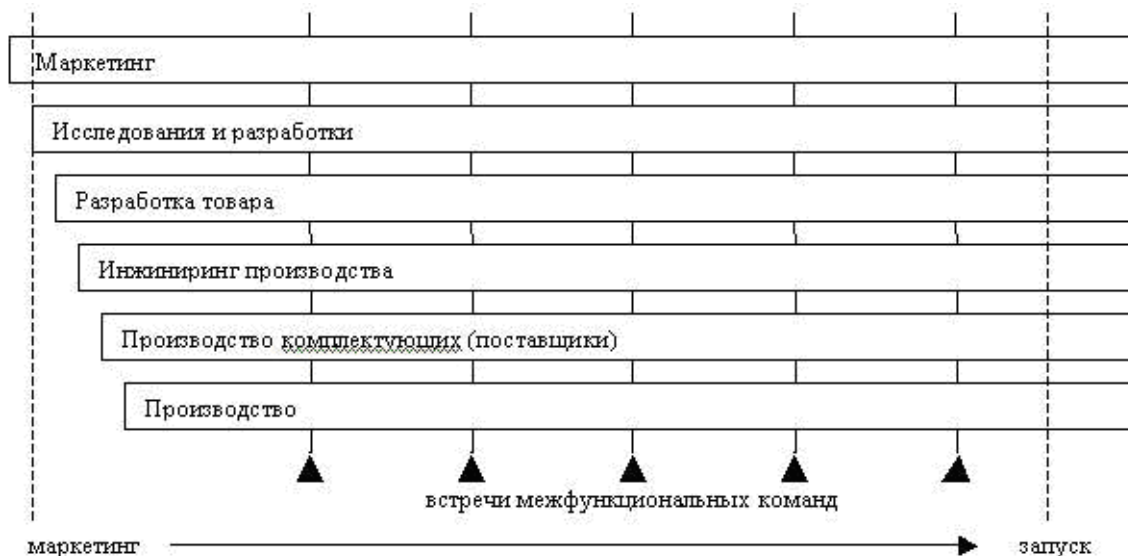 Маркетинг
Исследования и разработки
Разработка товара
Инжиниринг производства
Производство комплектующих (поставщики)
Производство
встречи межфункциональных команд
маркетинг
запуск